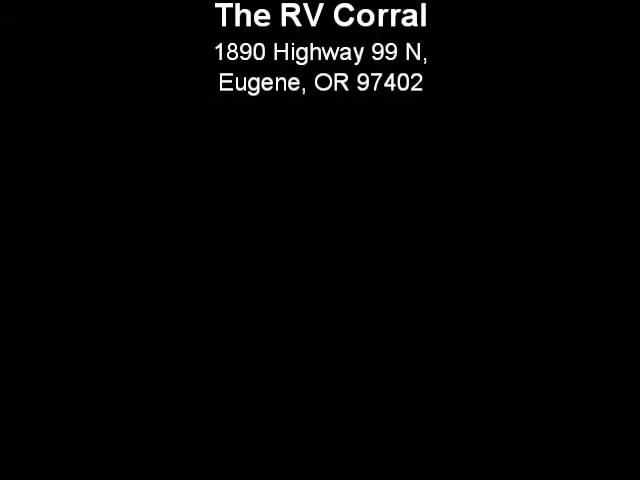 The RV Corral
1890 Highway 99 N,
Eugene, OR 97402